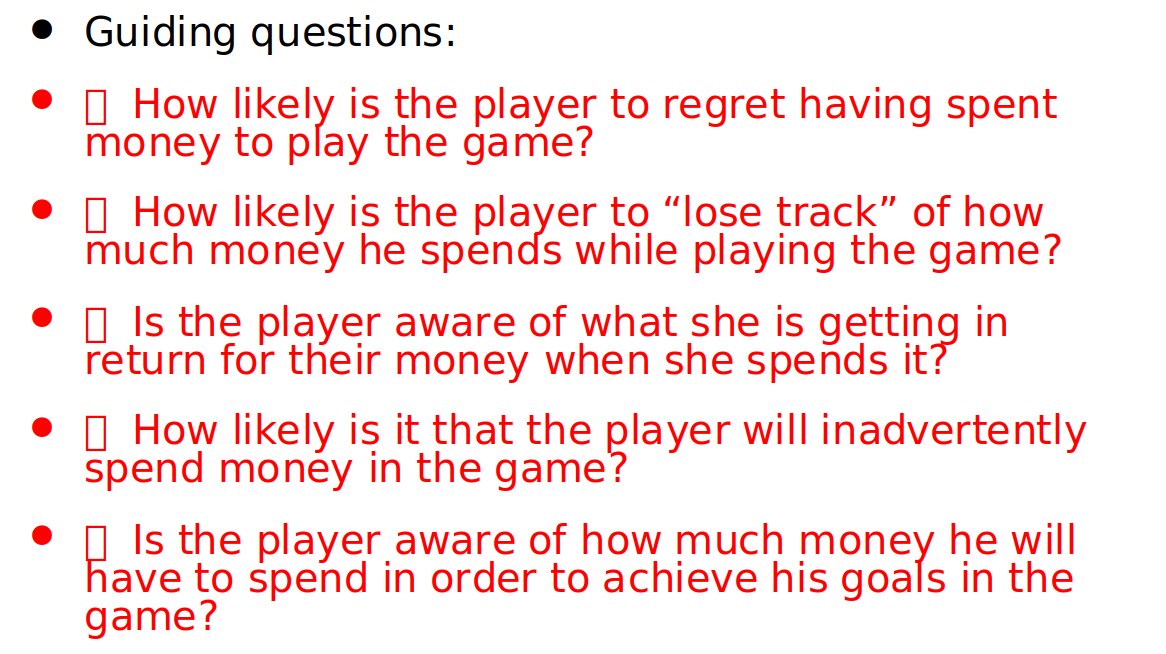 • Guiding questions:
• How likely is the player to regret having spent
money to play the game?
• How likely is the player to “lose track” of how
much money he spends while playing the game?
• Is the player aware of what she is getting in
return for their money when she spends it?
• How likely is it that the player will inadvertently
spend money in the game?
• Is the player aware of how much money he will
have to spend in order to achieve his goals in the
game?